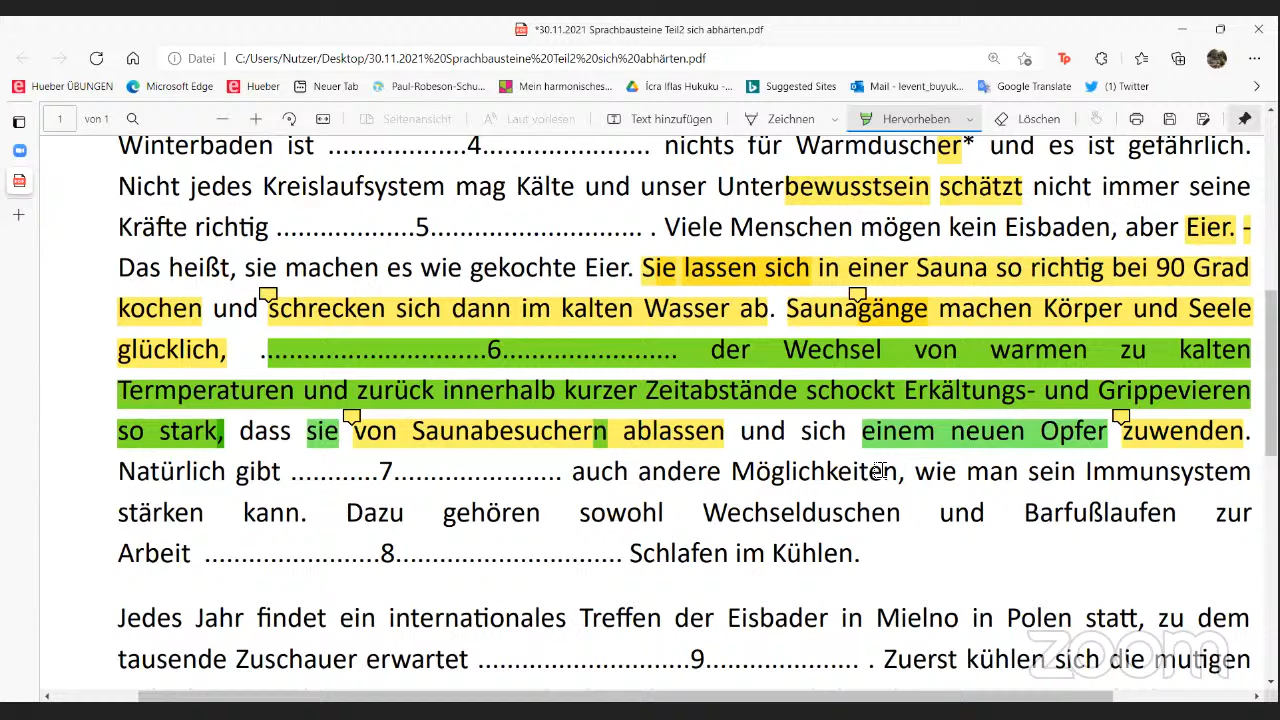 *30.11.2021 Sprachbausteine Teil2 sich abhärten.pdf
Datei C:/Users/Nutzer/Desktop/30.11.2021%20Sprachbausteine%20Teil2%20sich%20abhärten.pdf
Hueber ÜBUNGEN Microsoft Edge Hueber Neuer Tab Paul-Robeson-Schu... Mein harmonisches... İcra Iflas Hukuku -... Suggested Sites Mail - levent_buyuk... Google Translate (1) Twitter
1 von 1 Seitenansicht Laut vorlesen Text hinzufügen Zeichnen Hervorheben Löschen
Winterbaden ist ...................4....................... nichts für Warmduscher* und es ist gefährlich.
Nicht jedes Kreislaufsystem mag Kälte und unser Unterbewusstsein schätzt nicht immer seine
Kräfte richtig ...................5............................. . Viele Menschen mögen kein Eisbaden, aber Eier. -
Das heißt, sie machen es wie gekochte Eier. Sie lassen sich in einer Sauna so richtig bei 90 Grad
kochen und schrecken sich dann im kalten Wasser ab. Saunagänge machen Körper und Seele
glücklich, ...............................6........................ der Wechsel von warmen zu kalten
Termperaturen und zurück innerhalb kurzer Zeitabstände schockt Erkältungs- und Grippevieren
so stark, dass sie von Saunabesuchern ablassen und sich einem neuen Opfer zuwenden.
Natürlich gibt ............7....................... auch andere Möglichkeiten, wie man sein Immunsystem
stärken kann. Dazu gehören sowohl Wechselduschen und Barfußlaufen zur
Arbeit ........................8............................... Schlafen im Kühlen.
Jedes Jahr findet ein internationales Treffen der Eisbader in Mielno in Polen statt, zu dem
tausende Zuschauer erwartet .............................9..................... . Zuerst kühlen sich die mutigen
zoom